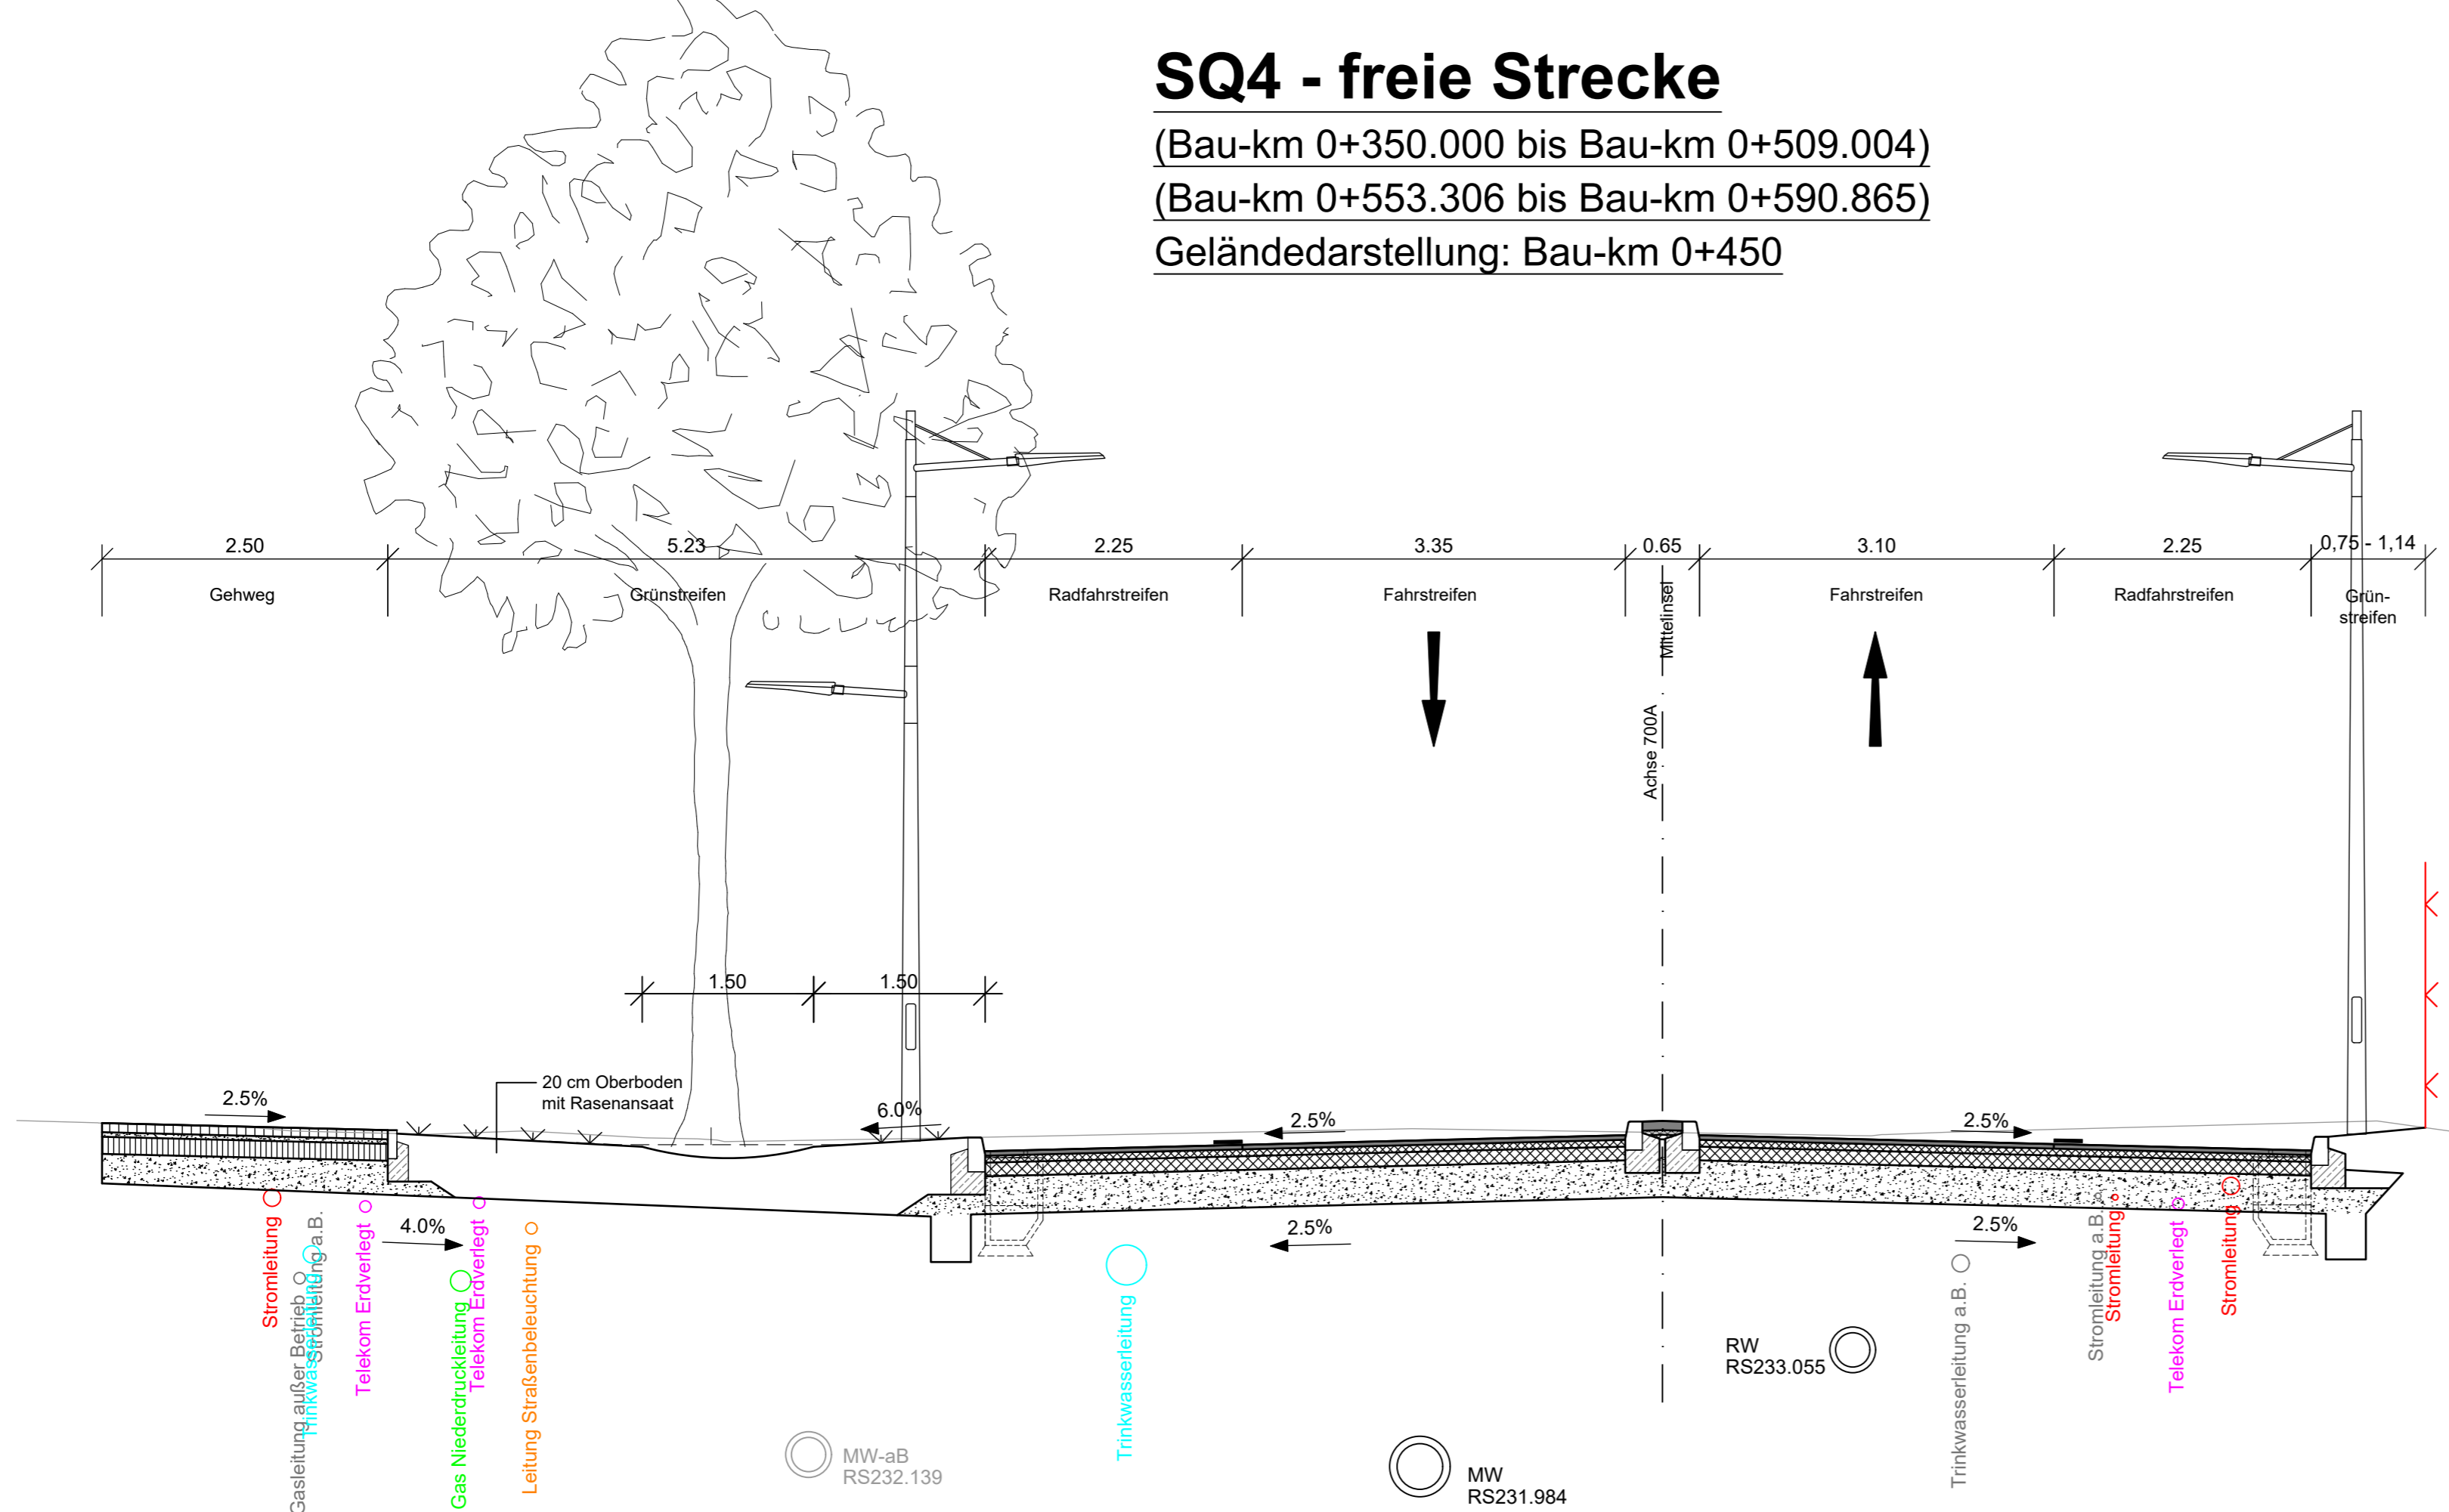 SQ4 - freie Strecke
(Bau-km 0+350.000 bis Bau-km 0+509.004)
(Bau-km 0+553.306 bis Bau-km 0+590.865)
Geländedarstellung: Bau-km 0+450
2.50
5.23
2.25
3.35
0.65
3.10
2.25
0,75 - 1,14
Gehweg
Grünstreifen
Radfahrstreifen
Fahrstreifen
Mittelinsel
Fahrstreifen
Radfahrstreifen
Grün-
streifen
Achse 700A
1.50
1.50
20 cm Oberboden
mit Rasenansaat
2.5%
6.0%
2.5%
2.5%
4.0%
2.5%
2.5%
Stromleitung
Gasleitung außer Betrieb
Trinkwasserleitung
Stromleitung a.B.
Telekom Erdverlegt
Gas Niederdruckleitung
Telekom Erdverlegt
Leitung Straßenbeleuchtung
MW-aB
RS232.139
Trinkwasserleitung
MW
RS231.984
RW
RS233.055
Trinkwasserleitung a.B.
Stromleitung a.B.
Stromleitung
Telekom Erdverlegt
Stromleitung